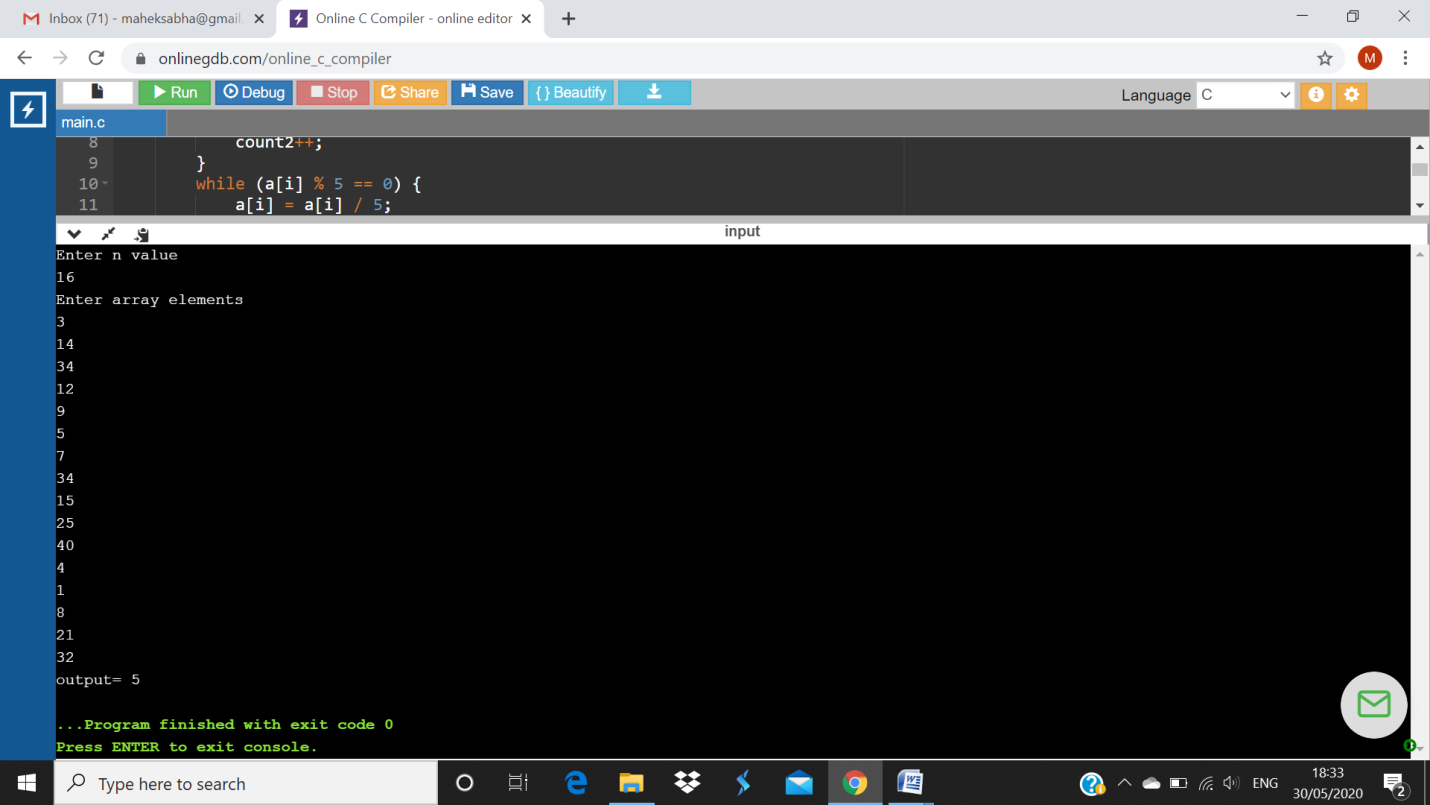 Inbox (71) - maheksabha@gmail.
Online C Compiler - online editor
onlinegdb.com/online_c_compiler
M
Run Debug Stop Share Save { } Beautify
Language C
main.c
8 count2++;
9 }
10 while (a[i] % 5 == 0) {
11 a[i] = a[i] / 5;
input
Enter n value
16
Enter array elements
3
14
34
12
9
5
7
34
15
25
40
4
1
8
21
32
output= 5
...Program finished with exit code 0
Press ENTER to exit console.
Type here to search
ENG
18:33
30/05/2020
2